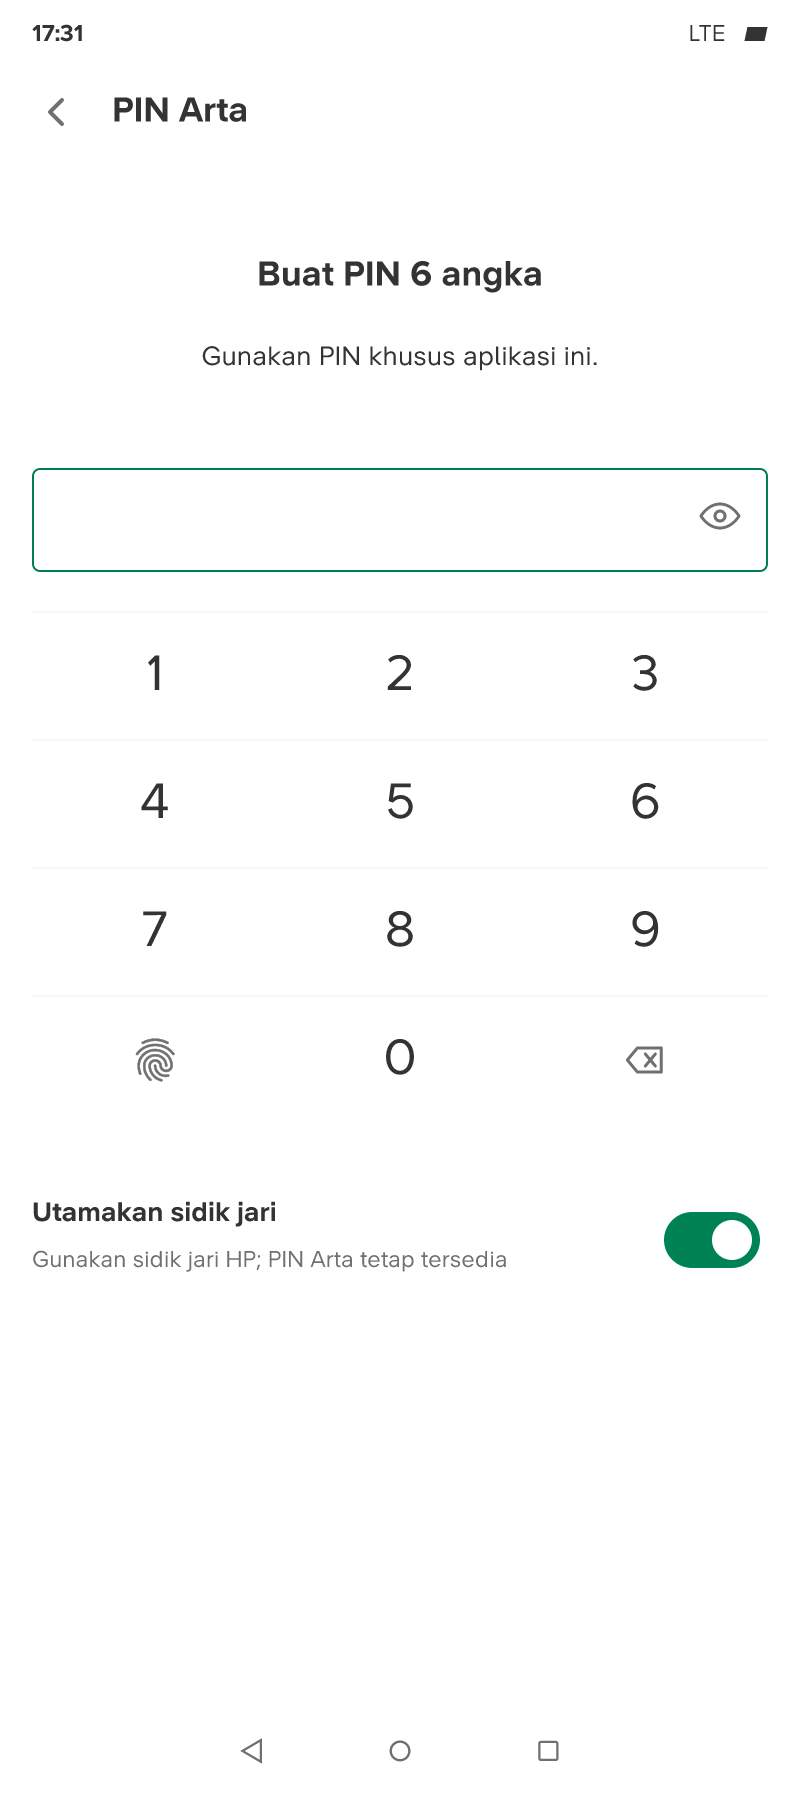 17:31
LTE
PIN Arta
Buat PIN 6 angka
Gunakan PIN khusus aplikasi ini.
1 2 3
4 5 6
7 8 9
0
Utamakan sidik jari
Gunakan sidik jari HP; PIN Arta tetap tersedia